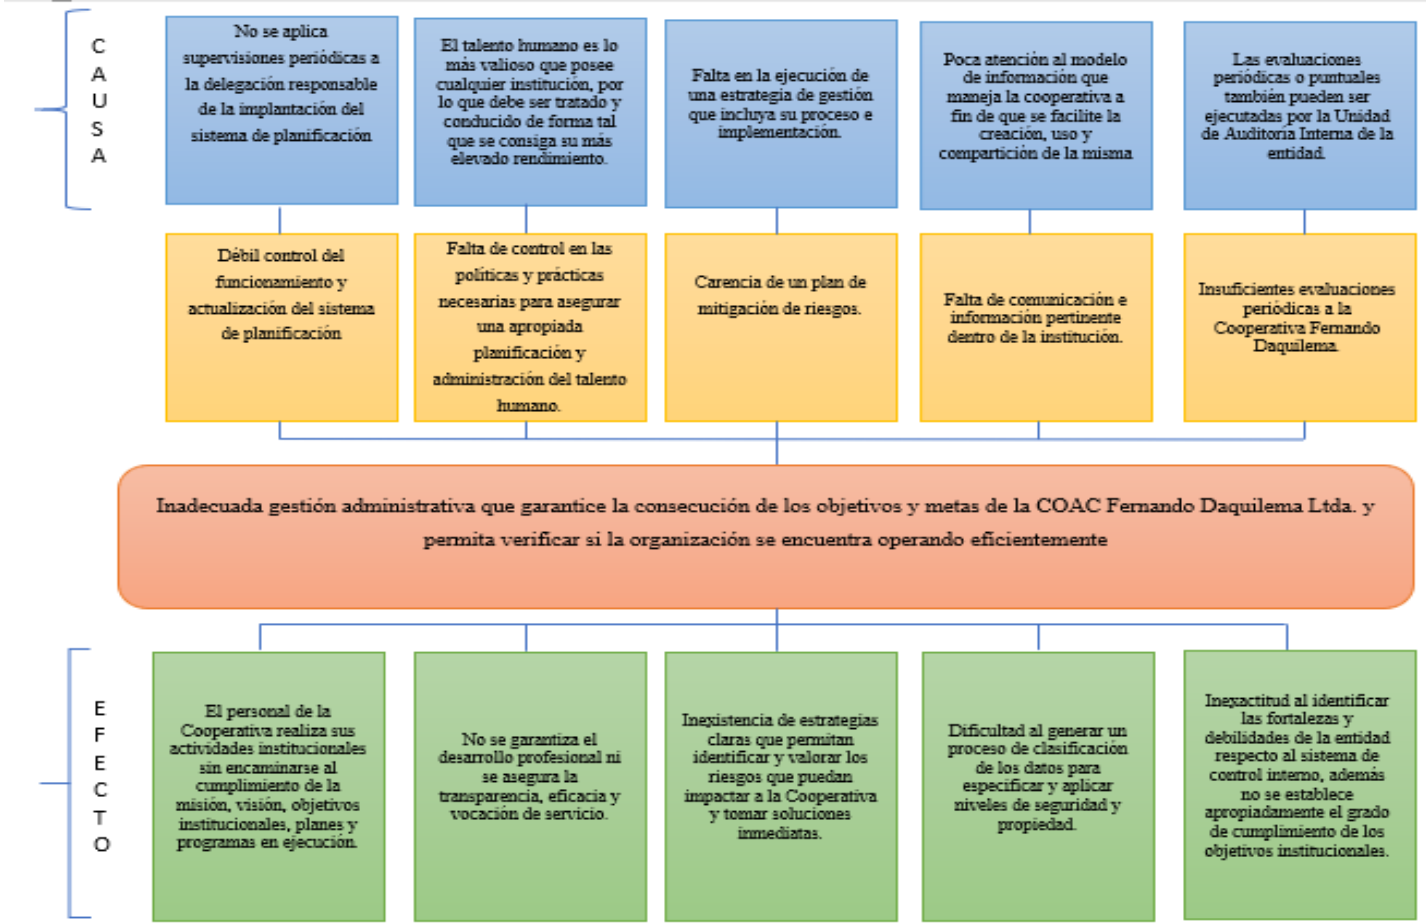 CAUSA
No se aplica
supervisiones periódicas a
la delegación responsable
de la implantación del
sistema de planificación
El talento humano es lo
más valioso que posee
cualquier institución, por
lo que debe ser tratado y
conducido de forma tal
que se consiga su más
elevado rendimiento.
Falta en la ejecución de
una estrategia de gestión
que incluya su proceso e
implementación.
Poca atención al modelo
de información que
maneja la cooperativa a
fin de que se facilite la
creación, uso y
compartición de la misma
Las evaluaciones
periódicas o puntuales
también pueden ser
ejecutadas por la Unidad
de Auditoría Interna de la
entidad.
Débil control del
funcionamiento y
actualización del sistema
de planificación
Falta de control en las
políticas y prácticas
necesarias para asegurar
una apropiada
planificación y
administración del talento
humano.
Carencia de un plan de
mitigación de riesgos.
Falta de comunicación e
información pertinente
dentro de la institución.
Insuficientes evaluaciones
periódicas a la
Cooperativa Fernando
Daquilema.
Inadecuada gestión administrativa que garantice la consecución de los objetivos y metas de la COAC Fernando Daquilema Ltda. y
permita verificar si la organización se encuentra operando eficientemente
EFECTO
El personal de la
Cooperativa realiza sus
actividades institucionales
sin encaminarse al
cumplimiento de la
misión, visión, objetivos
institucionales, planes y
programas en ejecución.
No se garantiza el
desarrollo profesional ni
se asegura la
transparencia, eficacia y
vocación de servicio.
Inexistencia de estrategias
claras que permitan
identificar y valorar los
riesgos que puedan
impactar a la Cooperativa
y tomar soluciones
inmediatas.
Dificultad al generar un
proceso de clasificación
de los datos para
especificar y aplicar
niveles de seguridad y
propiedad.
Inexactitud al identificar
las fortalezas y
debilidades de la entidad
respecto al sistema de
control interno, además
no se establece
apropiadamente el grado
de cumplimiento de los
objetivos institucionales.